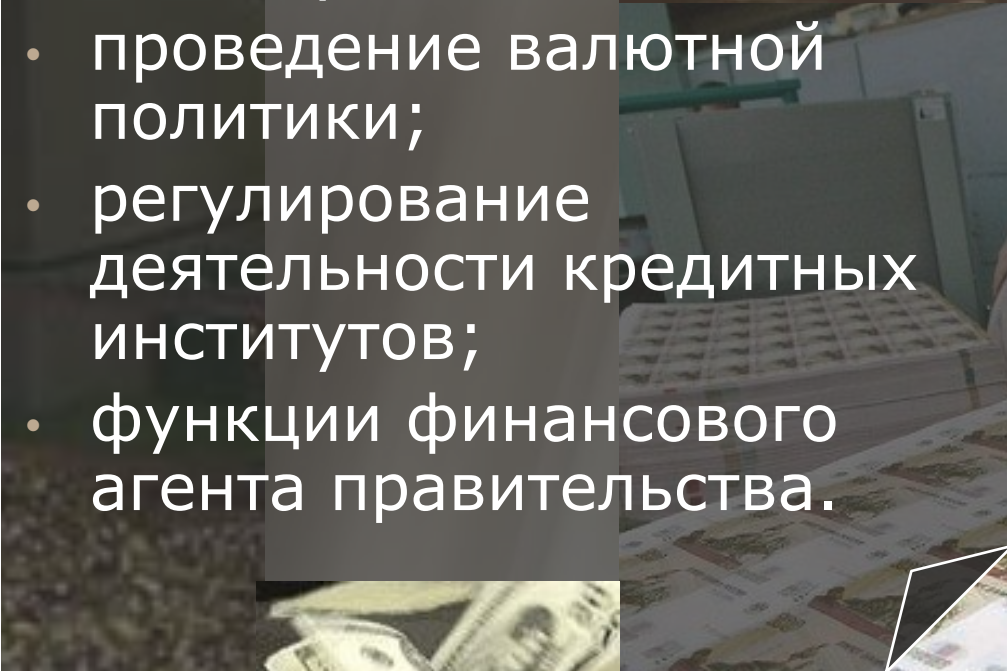 • проведение валютной
политики;
• регулирование
деятельности кредитных
институтов;
• функции финансового
агента правительства.